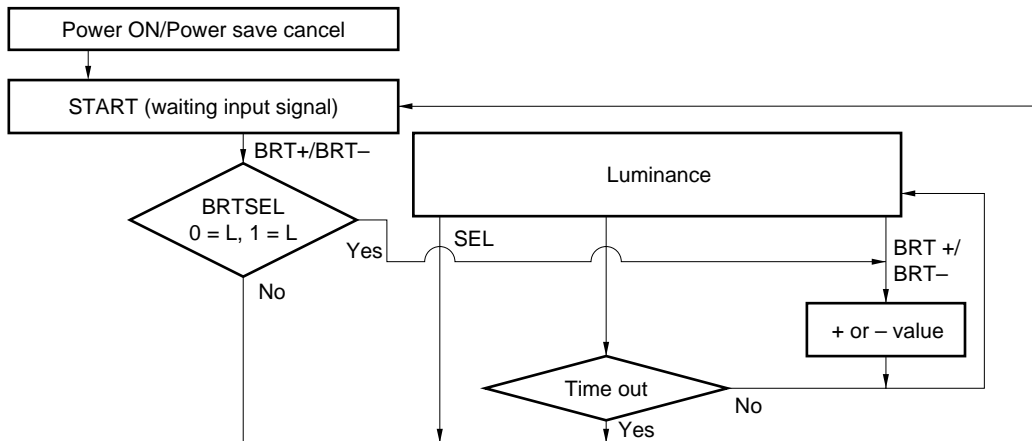 Power ON/Power save cancel
START (waiting input signal)
BRT+/BRT–
Luminance
BRTSEL
0 = L, 1 = L
Yes
SEL
BRT +/
BRT–
No
+ or – value
Time out
No
Yes